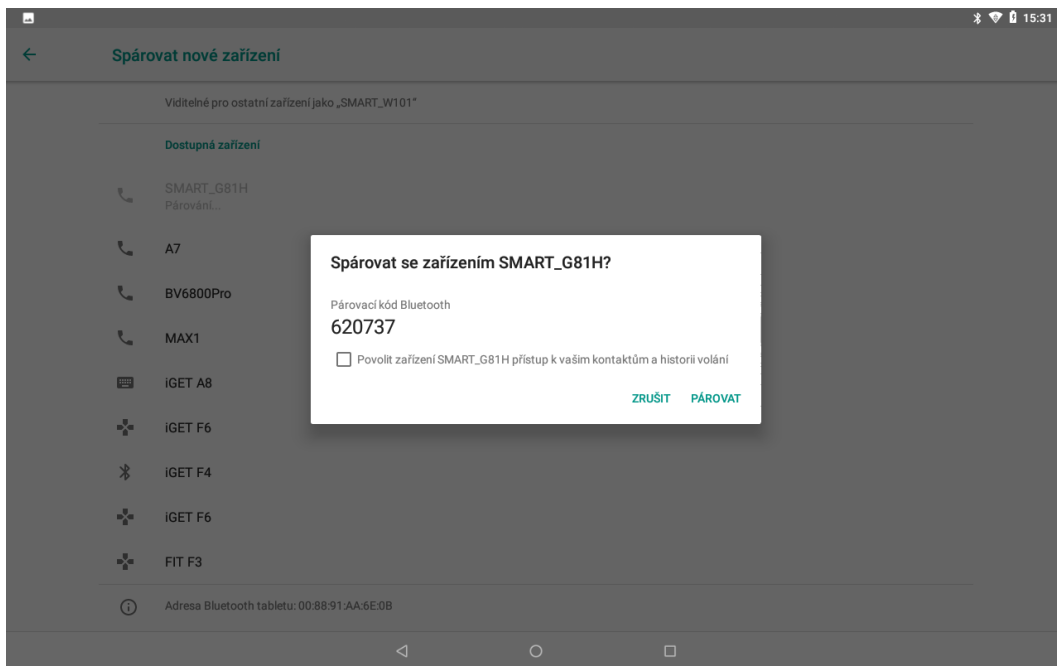 15:31
Spárovat nové zařízení
Viditelné pro ostatní zařízení jako „SMART_W101“
Dostupná zařízení
SMART_G81H
Párování...
A7
BV6800Pro
MAX1
iGET A8
iGET F6
iGET F4
iGET F6
FIT F3
Adresa Bluetooth tabletu: 00:88:91:AA:6E:0B
Spárovat se zařízením SMART_G81H?
Párovací kód Bluetooth
620737
Povolit zařízení SMART_G81H přístup k vašim kontaktům a historii volání
ZRUŠIT PÁROVAT